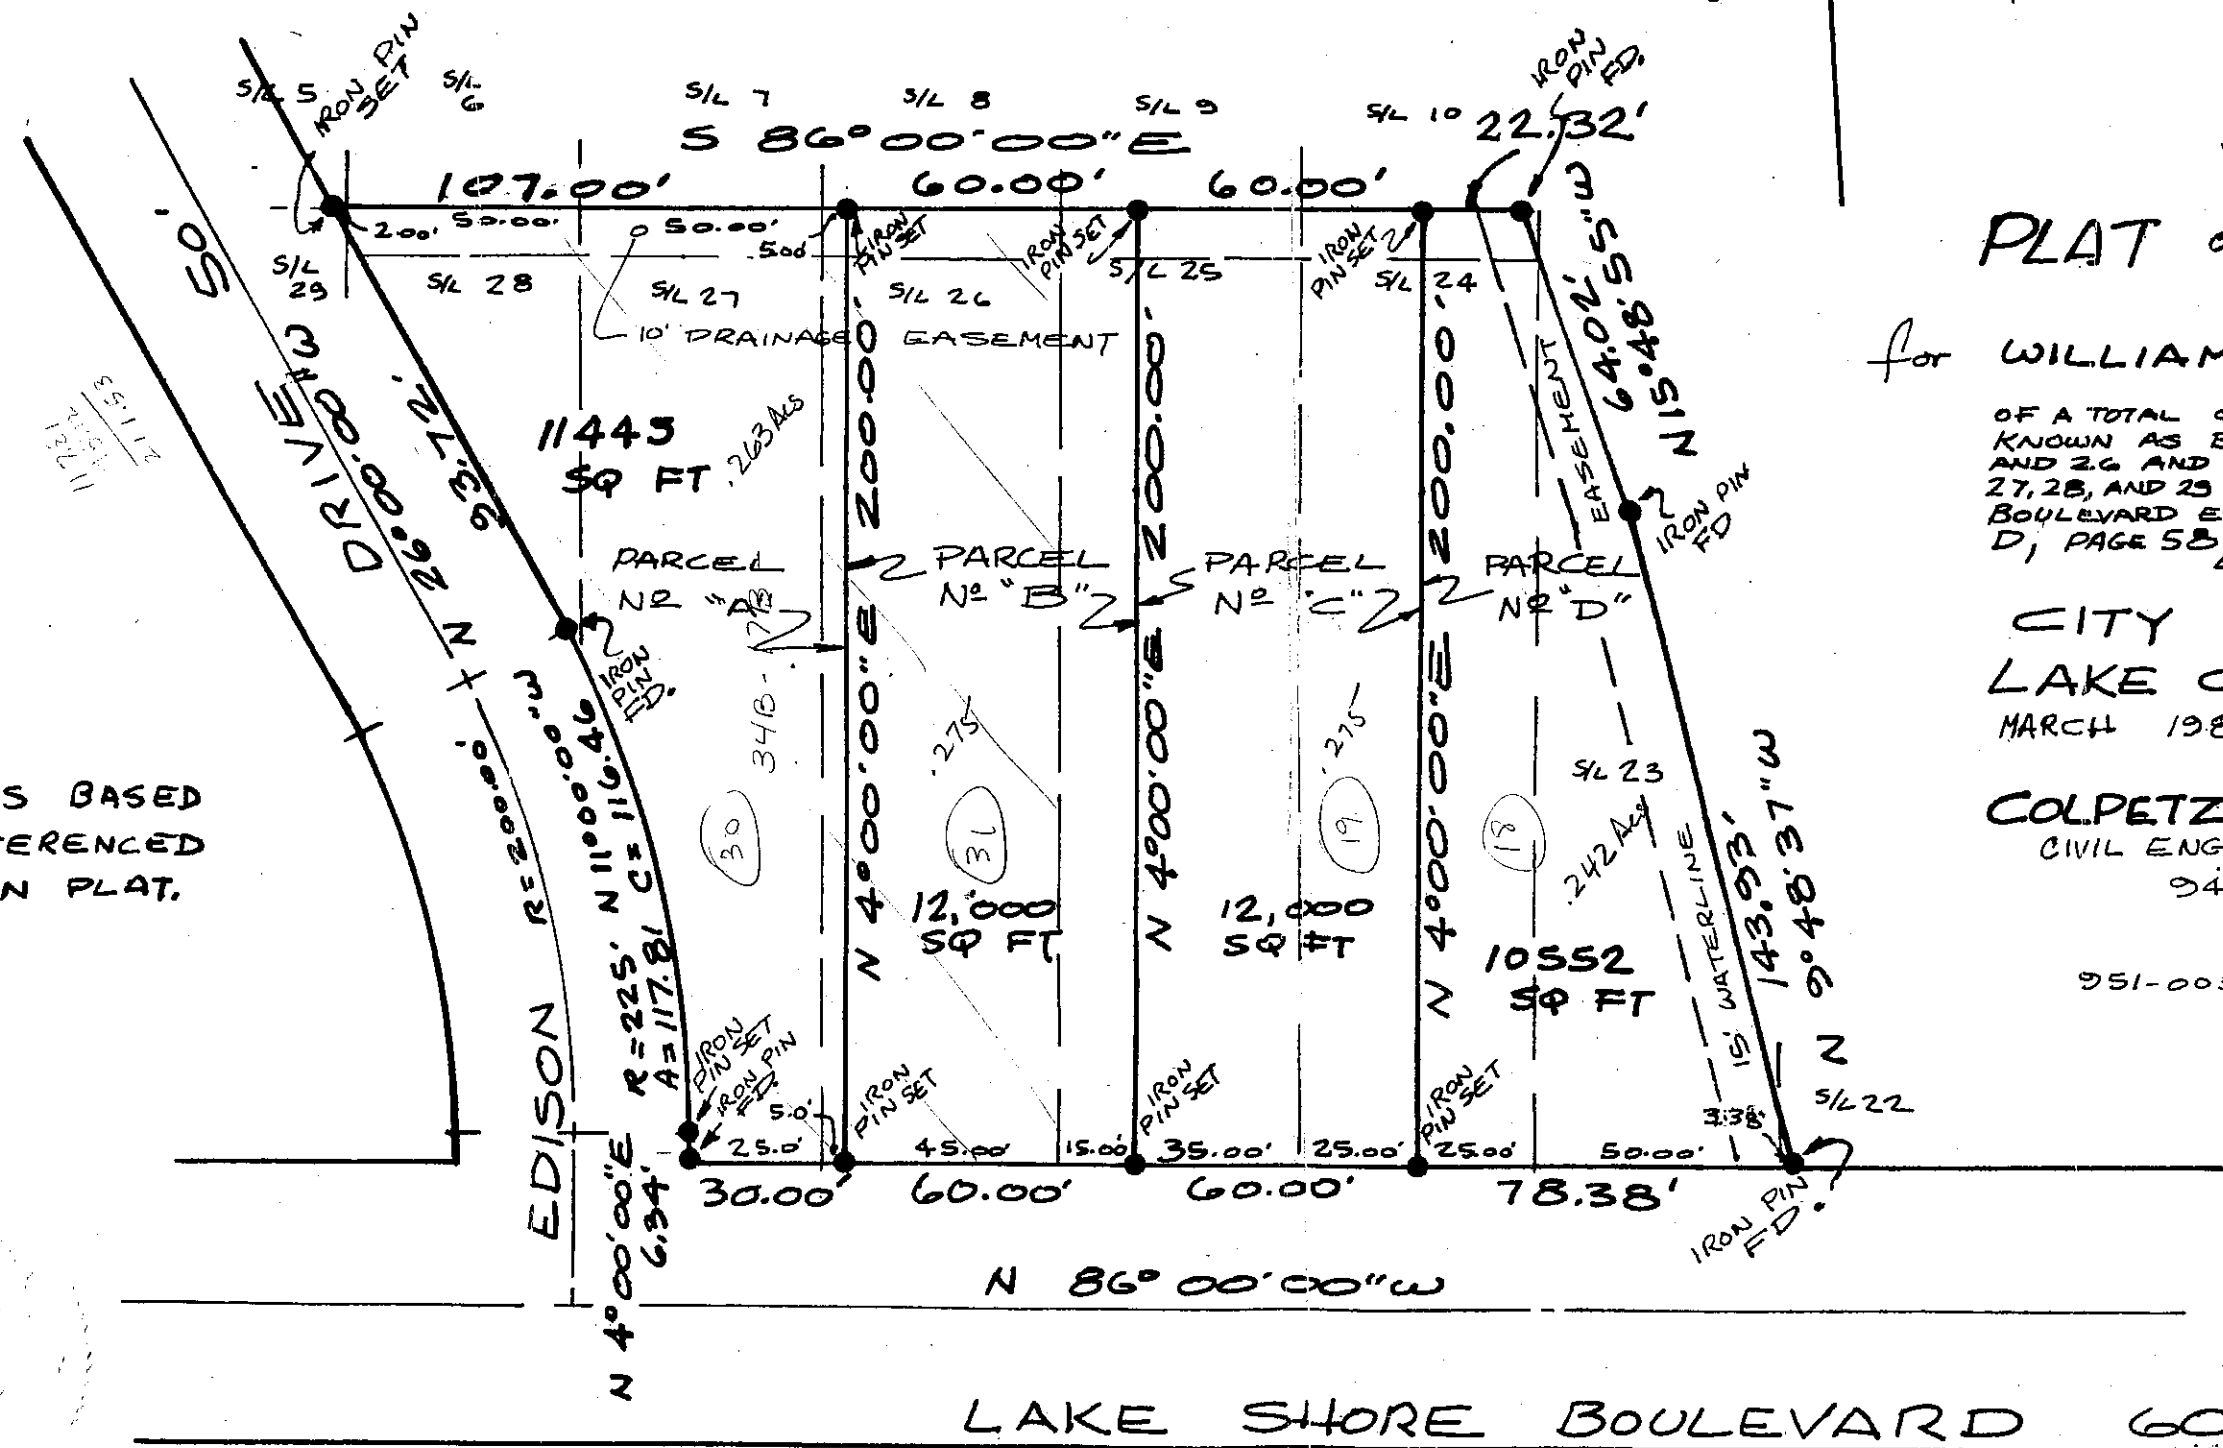 S/L 5
IRON PIN
SET
S/L
6
S/L 7
S/L 8
S/L 9
S/L 10
IRON
PIN
FD.
22.32'
S 86° 00' 00" E
107.00'
60.00'
60.00'
2.00'
50.00'
50.00'
5.00'
IRON
PIN SET
IRON
PIN SET
IRON
PIN SET
S/L
29
S/L 28
S/L 27
S/L 26
S/L 25
S/L 24
10' DRAINAGE EASEMENT
50'
EDISON DRIVE
N 26° 00' 00" W
93.72'
11443
SQ FT
.263 Acs
N 4° 00' 00" E 200.00'
N 4° 00' 00" E 200.00'
N 4° 00' 00" E 200.00'
N 15° 48' 55" W
64.02'
IRON PIN
FD
15' WATERLINE EASEMENT
PARCEL
Nº "A"
PARCEL
Nº "B"
PARCEL
Nº "C"
PARCEL
Nº "D"
IRON
PIN
FD.
R=200.00'
N 11° 00' 00" W
R=225' C=116.46
A=117.81
34B-
30
.275
31
.275
19
18
S/L 23
.242 Acs
12,000
SQ FT
12,000
SQ FT
10552
SQ FT
143.93'
N 9° 48' 37" W
S/L 22
IRON
PIN SET
IRON PIN
FD.
IRON
PIN SET
IRON
PIN SET
IRON
PIN SET
25.0'
5.0'
45.00'
15.00'
35.00'
25.00'
25.00'
50.00'
3.38'
30.00'
60.00'
60.00'
78.38'
IRON PIN
FD.
N 4° 00' 00" E
6.34'
N 86° 00' 00" W
LAKE SHORE BOULEVARD 60
S BASED
ERENCED
N PLAT.
PLAT
for WILLIAM
OF A TOTAL
KNOWN AS
AND 26 AND
27, 28, AND 29
BOULEVARD E
D, PAGE 58,
CITY
LAKE C
MARCH 198
COLPETZ
CIVIL ENG
94
951-003